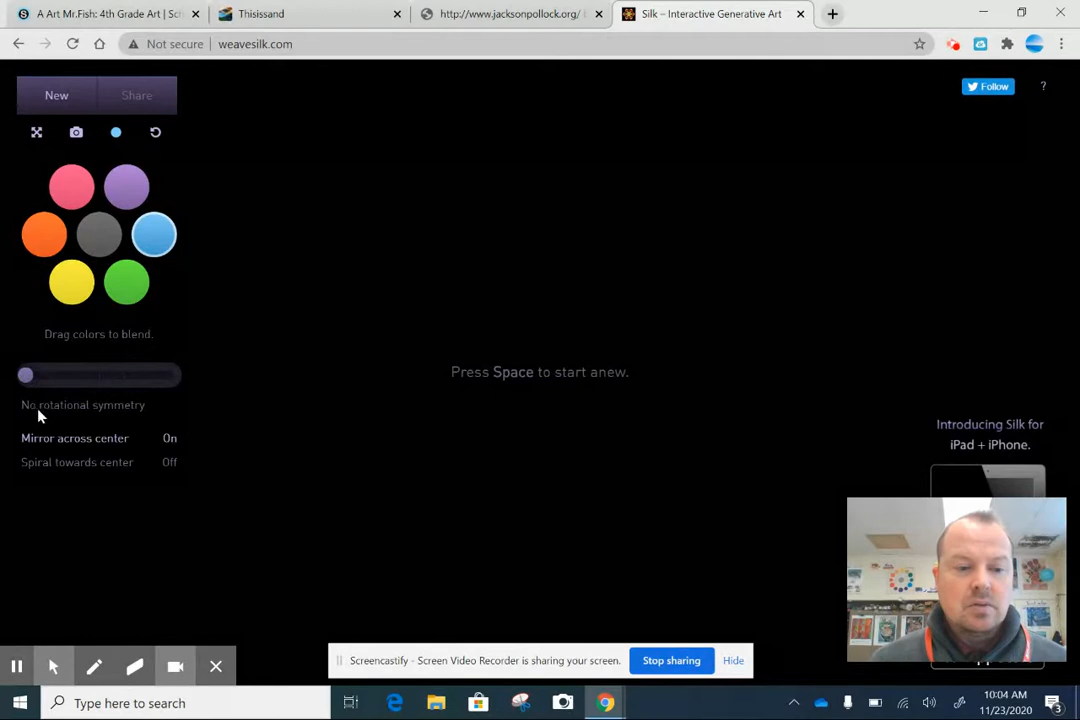 A Art Mr.Fish: 4th Grade Art | Sch
Thisissand
http://www.jacksonpollock.org/
Silk – Interactive Generative Art
Not secure
weavesilk.com
New
Share
Follow
?
Drag colors to blend.
Press Space to start anew.
No rotational symmetry
Mirror across center On
Spiral towards center Off
Introducing Silk for
iPad + iPhone.
Screencastify - Screen Video Recorder is sharing your screen.
Stop sharing
Hide
Type here to search
10:04 AM
11/23/2020
3